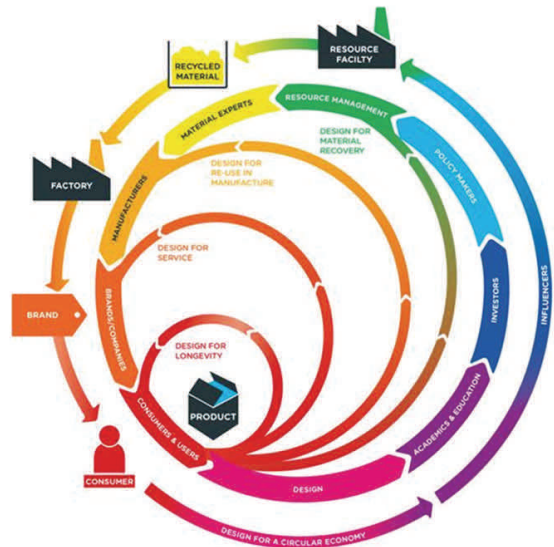 RESOURCE
FACILTY
RECYCLED
MATERIAL
FACTORY
BRAND
CONSUMER
MATERIAL EXPERTS
RESOURCE MANAGEMENT
POLICY MAKERS
INVESTORS
ACADEMICS & EDUCATION
DESIGN
CONSUMERS & USERS
BRANDS/COMPANIES
MANUFACTURERS
DESIGN FOR
MATERIAL
RECOVERY
DESIGN FOR
RE-USE IN
MANUFACTURE
DESIGN FOR
SERVICE
DESIGN FOR
LONGEVITY
PRODUCT
INFLUENCERS
DESIGN FOR A CIRCULAR ECONOMY